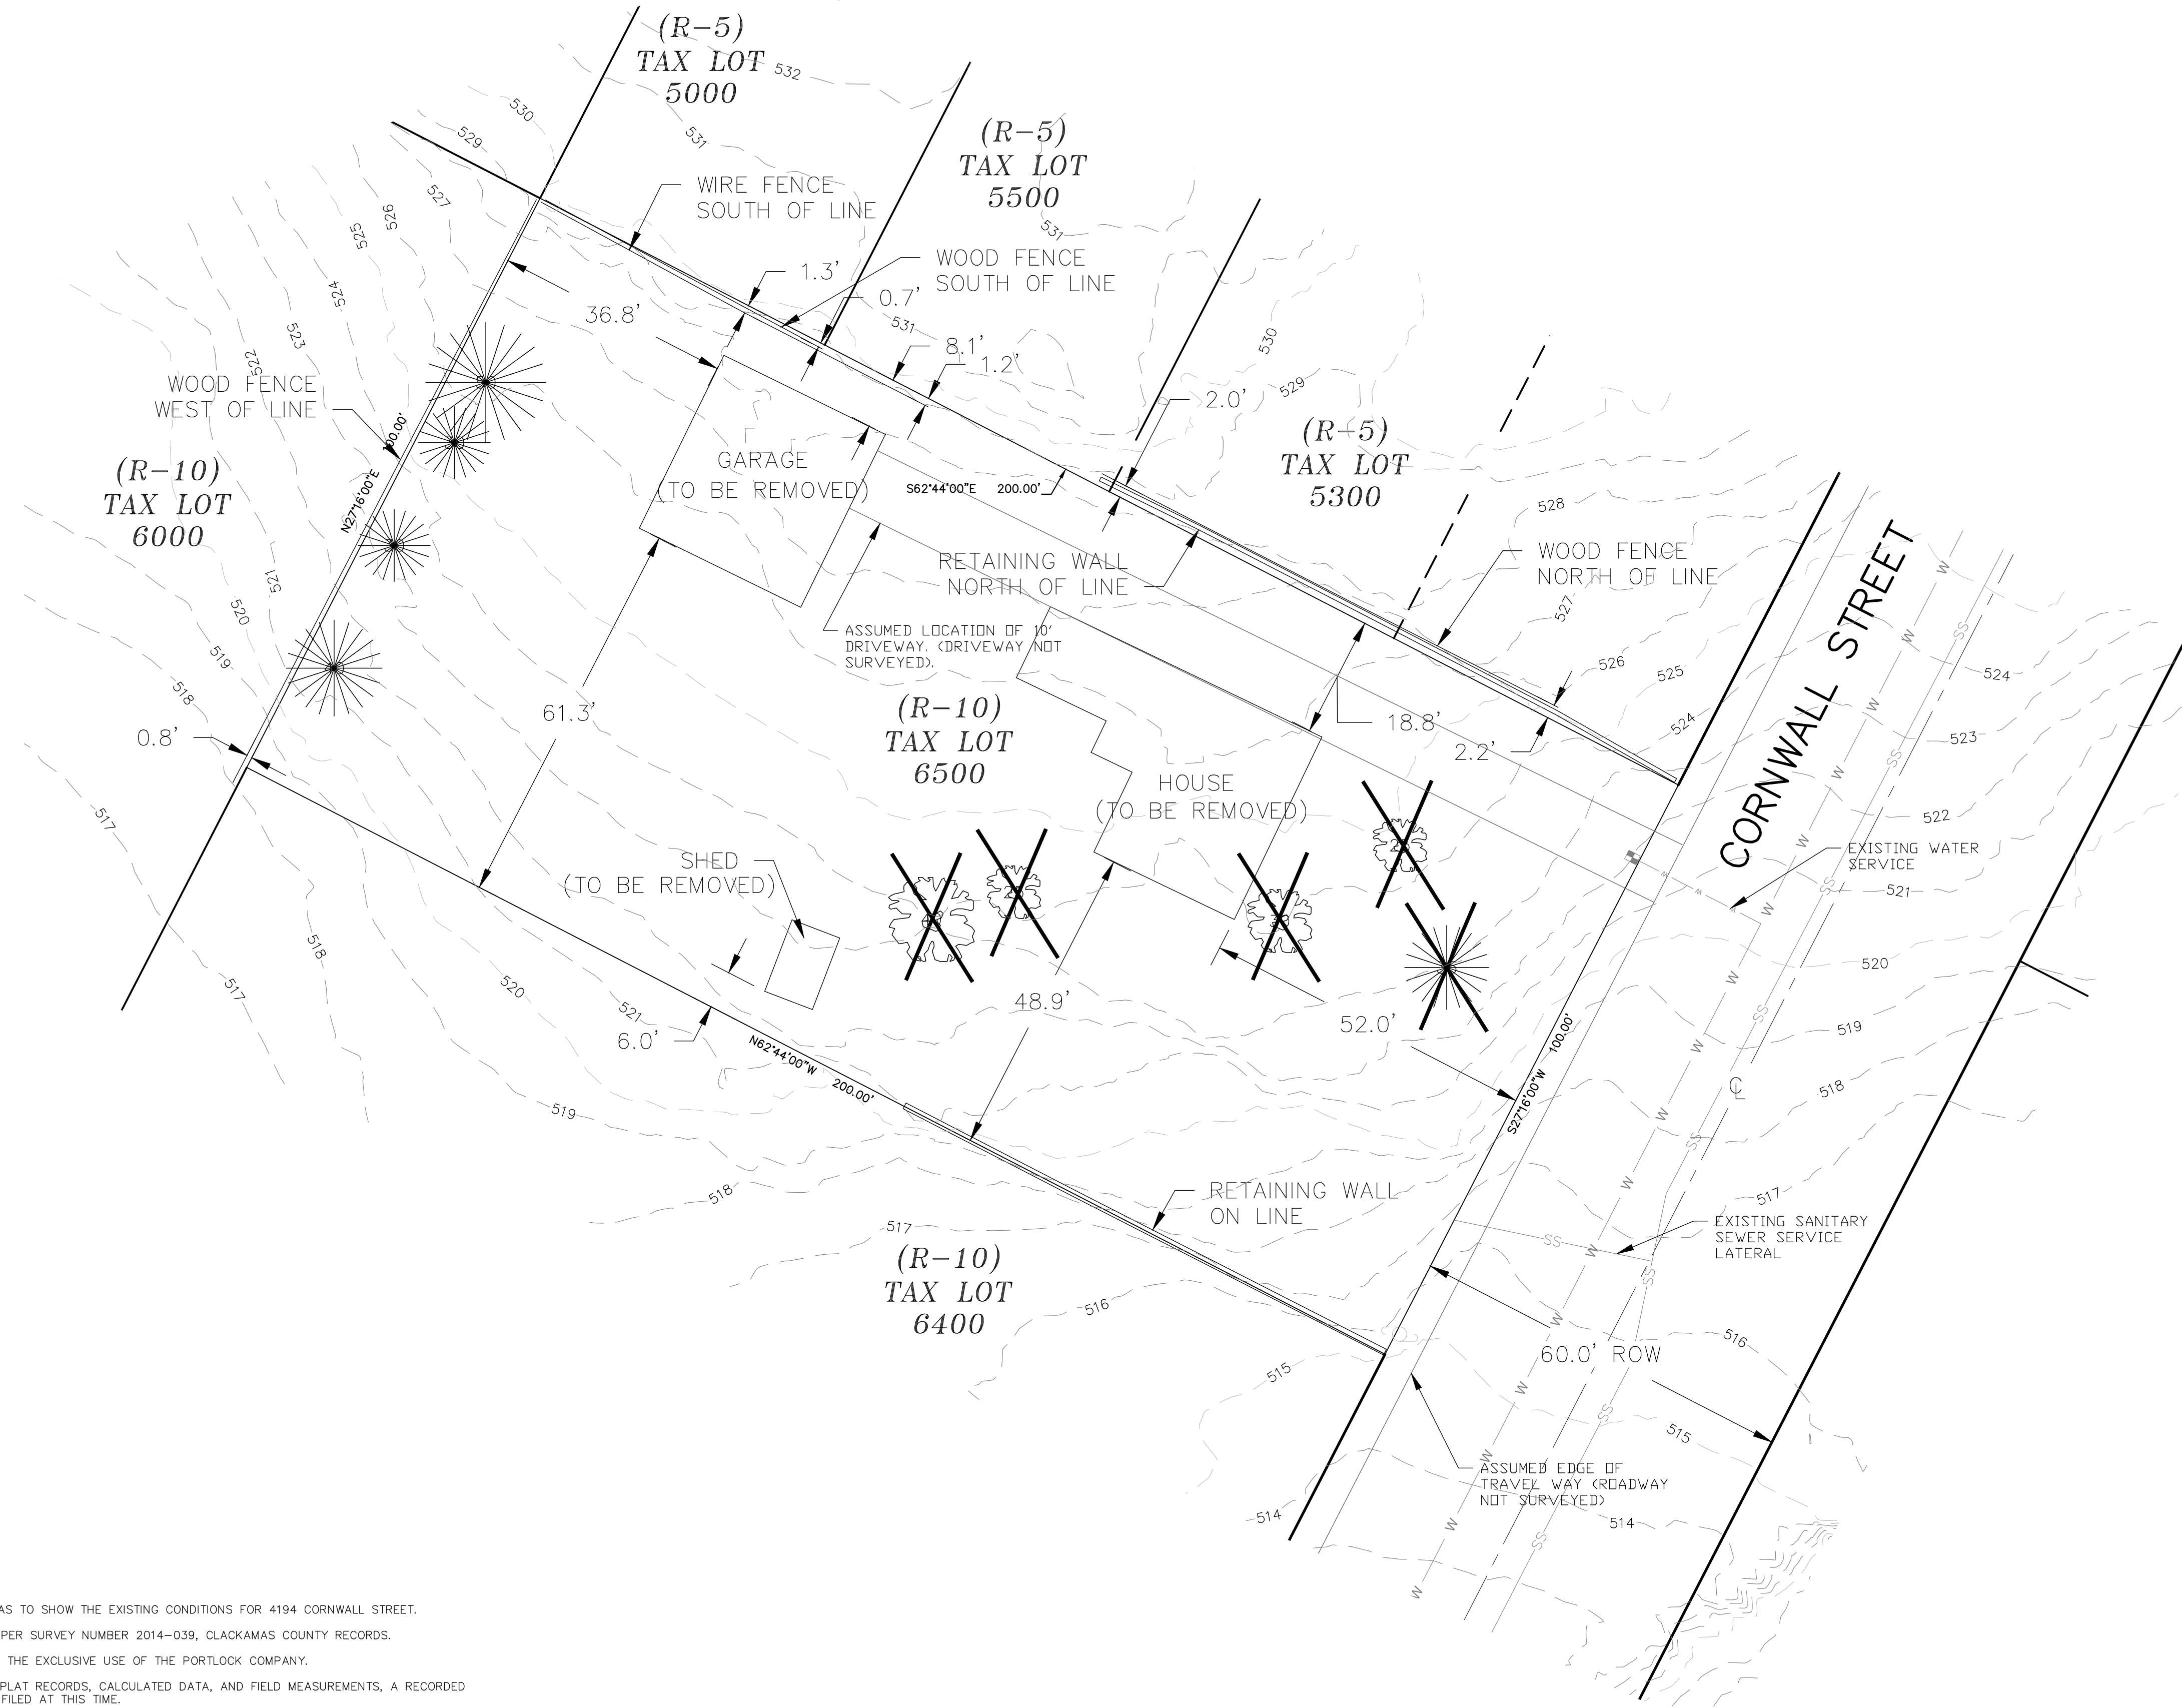 (R-5)
TAX LOT
5000
532
530
529
531
527
526
525
524
523
522
521
520
519
518
517
(R-5)
TAX LOT
5500
531
WIRE FENCE
SOUTH OF LINE
WOOD FENCE
SOUTH OF LINE
1.3'
0.7'
531
8.1'
1.2'
36.8'
530
529
2.0'
(R-5)
TAX LOT
5300
528
527
526
525
524
WOOD FENCE
WEST OF LINE
N27°16'00"E 100.00'
(R-10)
TAX LOT
6000
GARAGE
(TO BE REMOVED)
S62°44'00"E 200.00'
RETAINING WALL
NORTH OF LINE
WOOD FENCE
NORTH OF LINE
CORNWALL STREET
ASSUMED LOCATION OF 10'
DRIVEWAY. (DRIVEWAY NOT
SURVEYED).
61.3'
0.8'
(R-10)
TAX LOT
6500
18.8'
2.2'
HOUSE
(TO BE REMOVED)
SHED
(TO BE REMOVED)
EXISTING WATER
SERVICE
524
523
522
521
520
519
518
517
516
515
514
48.9'
52.0'
6.0'
N62°44'00"W 200.00'
S27°16'00"W 100.00'
517
518
520
521
519
518
517
516
515
514
RETAINING WALL
ON LINE
(R-10)
TAX LOT
6400
EXISTING SANITARY
SEWER SERVICE
LATERAL
60.0' ROW
ASSUMED EDGE OF
TRAVEL WAY (ROADWAY
NOT SURVEYED)
W W W W W W W W W W W W W W W W
SS SS SS SS SS SS SS SS SS
CL
AS TO SHOW THE EXISTING CONDITIONS FOR 4194 CORNWALL STREET.
PER SURVEY NUMBER 2014-039, CLACKAMAS COUNTY RECORDS.
THE EXCLUSIVE USE OF THE PORTLOCK COMPANY.
PLAT RECORDS, CALCULATED DATA, AND FIELD MEASUREMENTS, A RECORDED
FILED AT THIS TIME.